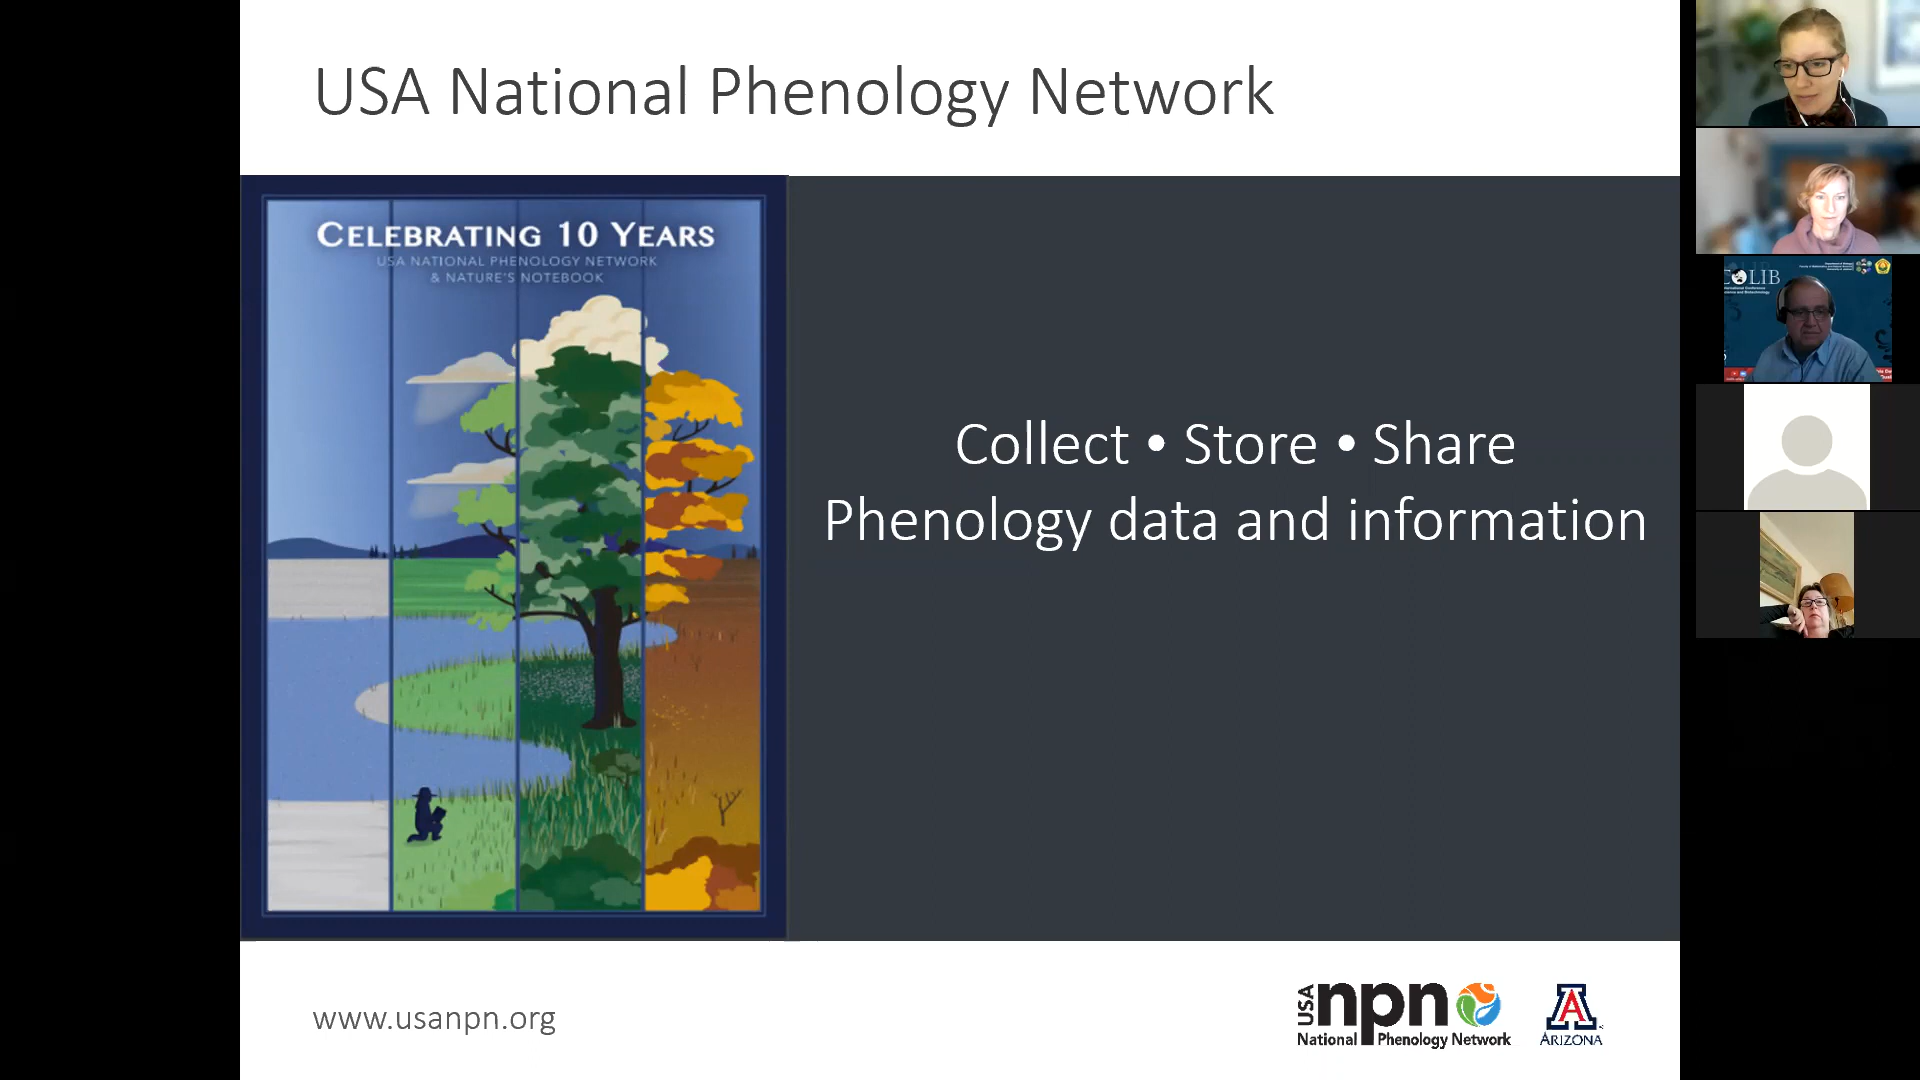 USA National Phenology Network
CELEBRATING 10 YEARS
USA NATIONAL PHENOLOGY NETWORK
& NATURE'S NOTEBOOK
Collect • Store • Share
Phenology data and information
www.usanpn.org
USA npn
National Phenology Network
A
ARIZONA
COLIB